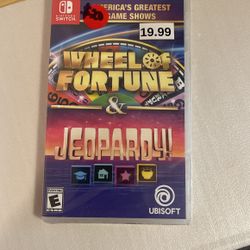 NINTENDO
SWITCH
AMERICA'S GREATEST
GAME SHOWS
19.99
WHEEL OF
FORTUNE
&
JEOPARDY!
E
UBISOFT